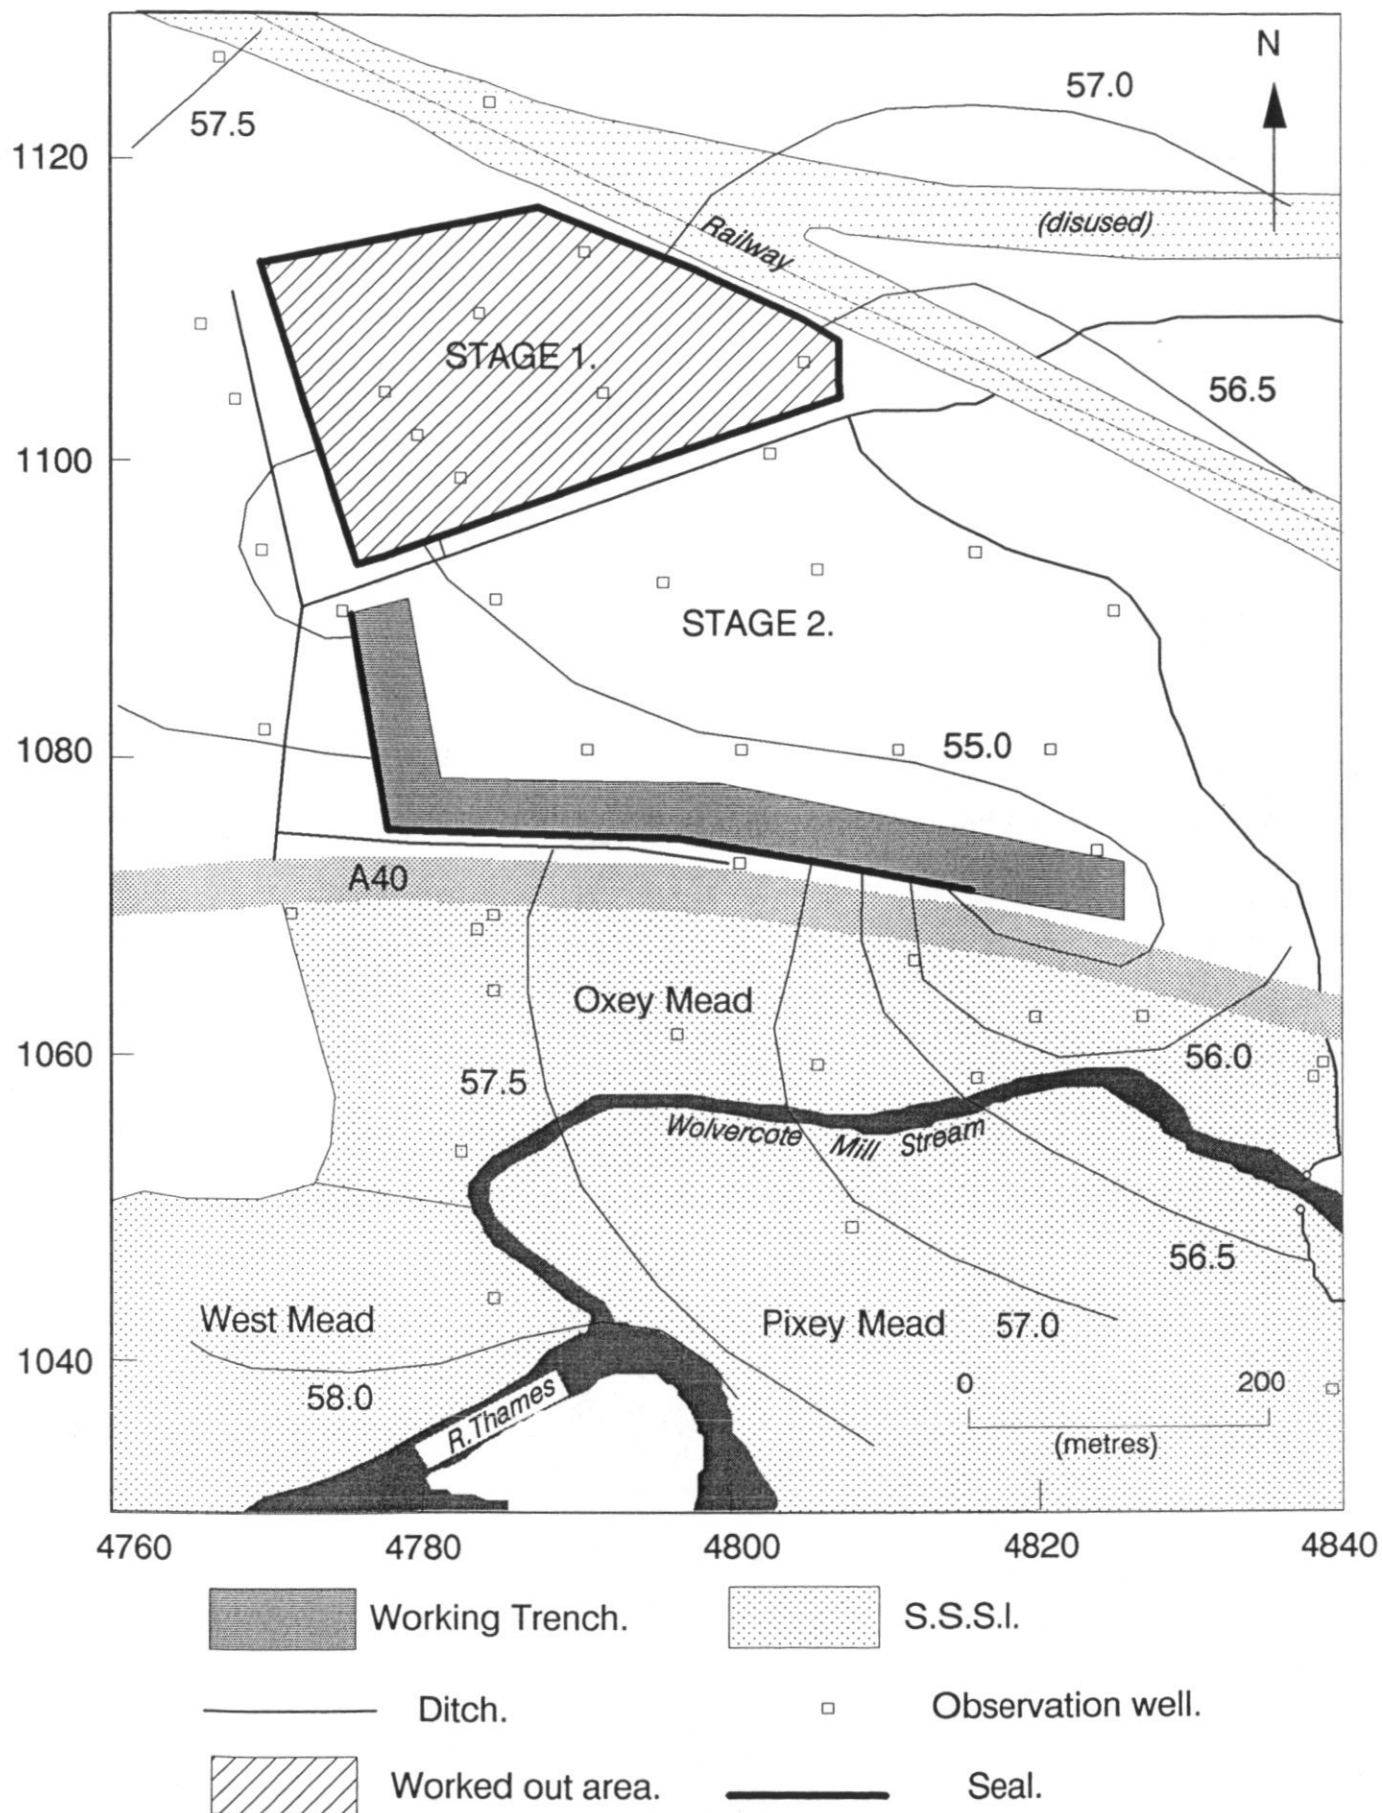 N
57.0
57.5
1120
(disused)
Railway
STAGE 1.
56.5
1100
STAGE 2.
55.0
1080
A40
Oxey Mead
1060
56.0
57.5
Wolvercote Mill Stream
56.5
West Mead
Pixey Mead
57.0
1040
58.0
0 200
R.Thames
(metres)
4760 4780 4800 4820 4840
Working Trench.
S.S.S.I.
Ditch.
Observation well.
Worked out area.
Seal.